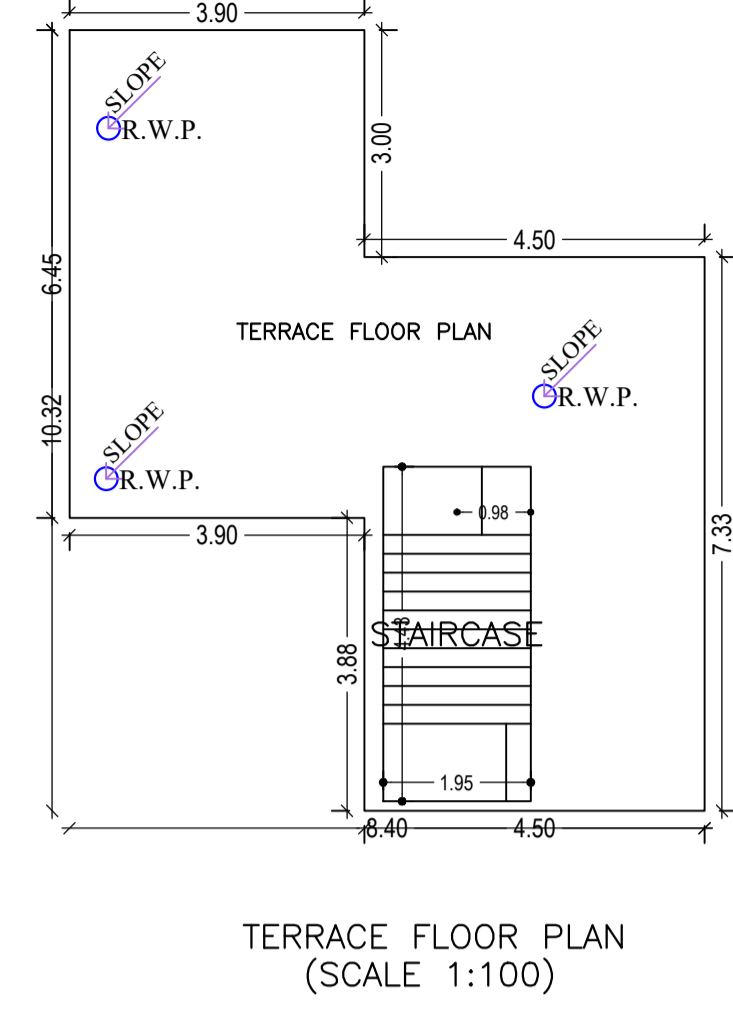 3.90
SLOPE
R.W.P.
3.00
4.50
6.45
TERRACE FLOOR PLAN
SLOPE
R.W.P.
10.32
SLOPE
R.W.P.
0.98
3.90
7.33
STAIRCASE
3.88
1.95
8.40
4.50
TERRACE FLOOR PLAN
(SCALE 1:100)